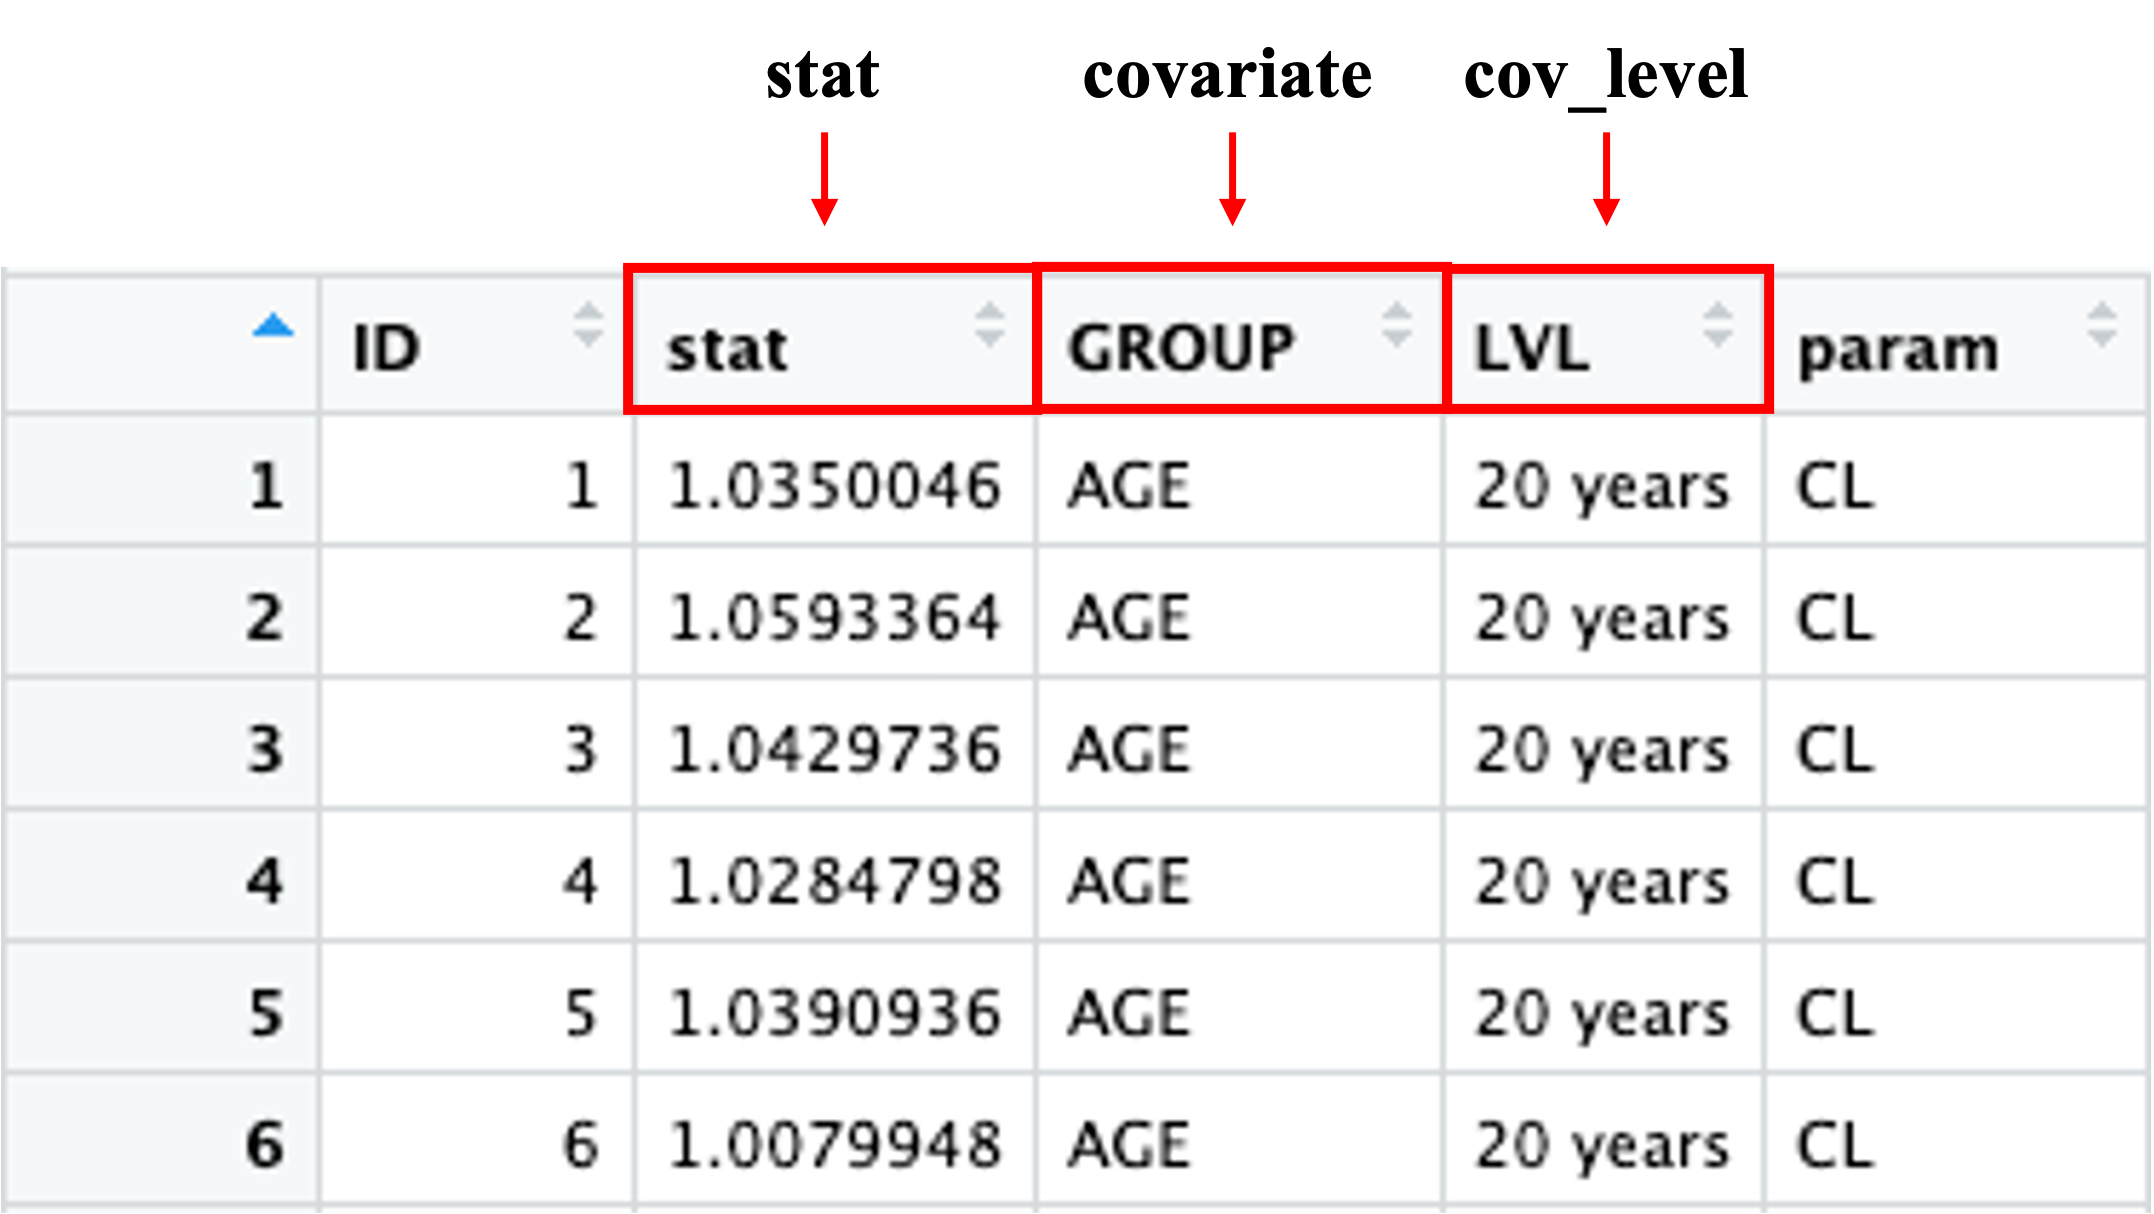 stat covariate cov_level
ID stat GROUP LVL param
1 1 1.0350046 AGE 20 years CL
2 2 1.0593364 AGE 20 years CL
3 3 1.0429736 AGE 20 years CL
4 4 1.0284798 AGE 20 years CL
5 5 1.0390936 AGE 20 years CL
6 6 1.0079948 AGE 20 years CL